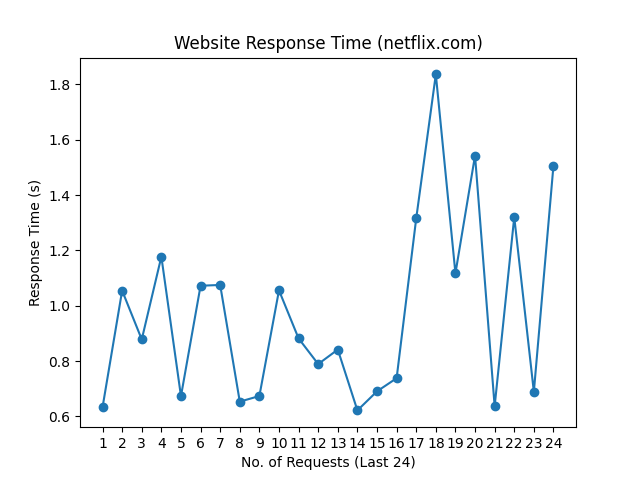 Website Response Time (netflix.com)
1.8
1.6
1.4
1.2
1.0
0.8
0.6
Response Time (s)
1 2 3 4 5 6 7 8 9 10 11 12 13 14 15 16 17 18 19 20 21 22 23 24
No. of Requests (Last 24)